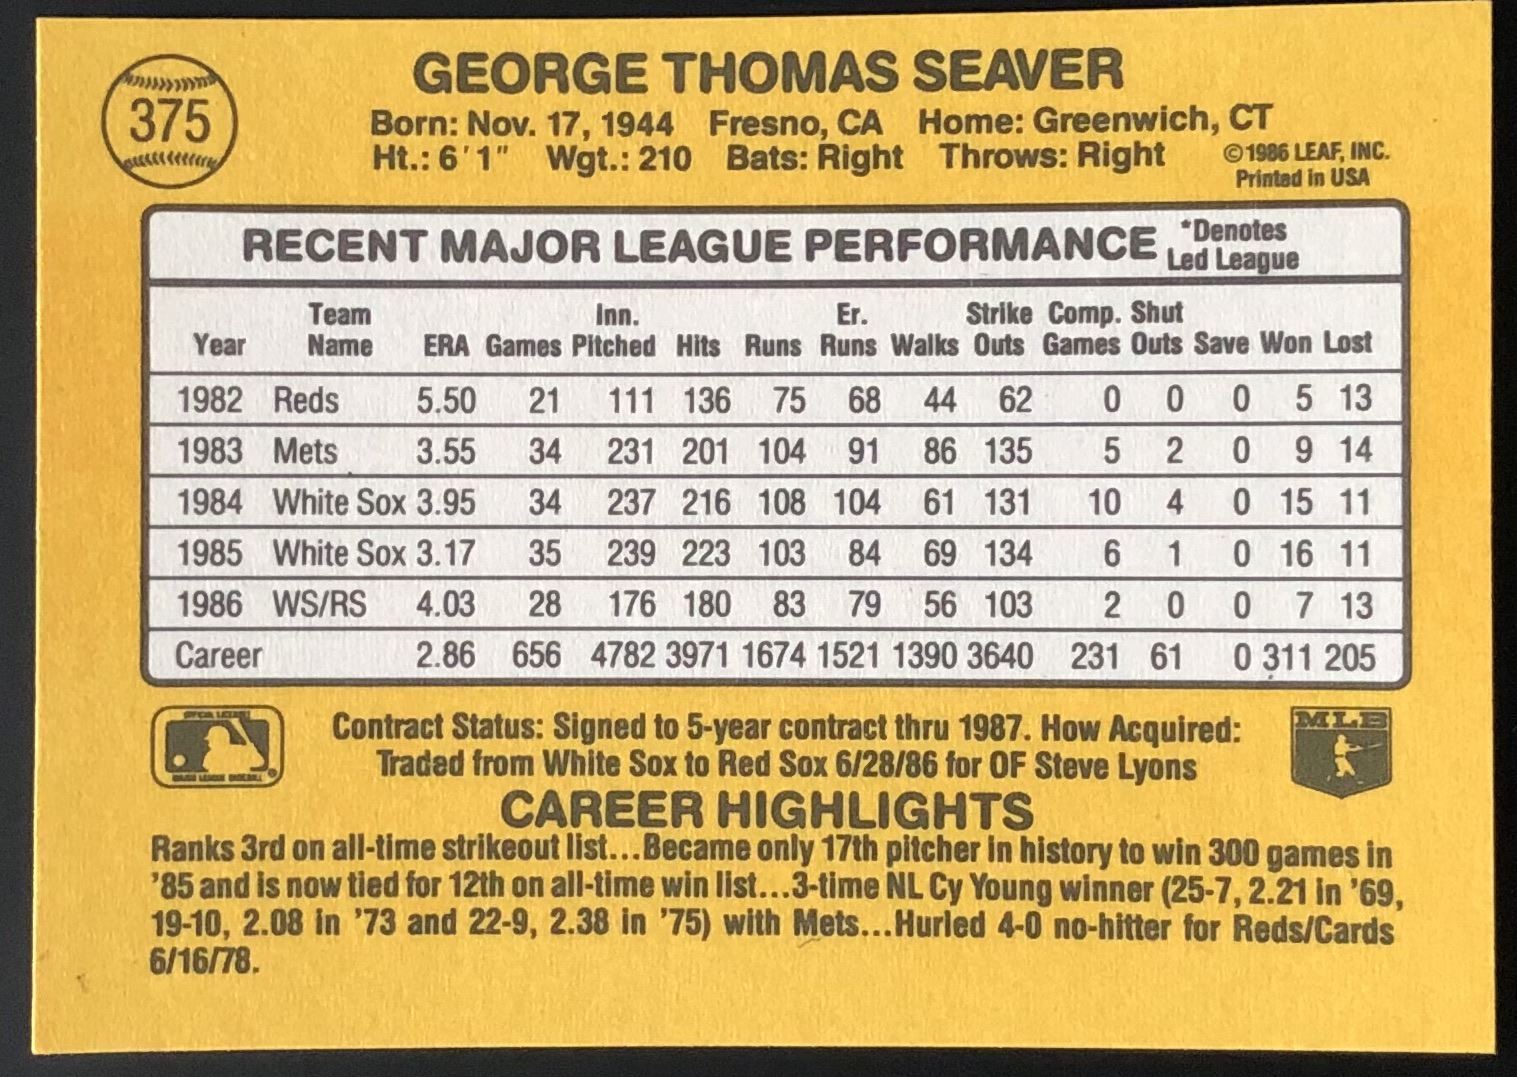 375
GEORGE THOMAS SEAVER
Born: Nov. 17, 1944 Fresno, CA Home: Greenwich, CT
Ht.: 6'1" Wgt.: 210 Bats: Right Throws: Right
©1986 LEAF, INC.
Printed in USA
RECENT MAJOR LEAGUE PERFORMANCE
*Denotes
Led League
Year Team Name ERA Games Inn. Pitched Hits Runs Er. Runs Walks Strike Outs Comp. Games Shut Outs Save Won Lost
1982 Reds 5.50 21 111 136 75 68 44 62 0 0 0 5 13
1983 Mets 3.55 34 231 201 104 91 86 135 5 2 0 9 14
1984 White Sox 3.95 34 237 216 108 104 61 131 10 4 0 15 11
1985 White Sox 3.17 35 239 223 103 84 69 134 6 1 0 16 11
1986 WS/RS 4.03 28 176 180 83 79 56 103 2 0 0 7 13
Career 2.86 656 4782 3971 1674 1521 1390 3640 231 61 0 311 205
Contract Status: Signed to 5-year contract thru 1987. How Acquired:
Traded from White Sox to Red Sox 6/28/86 for OF Steve Lyons
MLB
CAREER HIGHLIGHTS
Ranks 3rd on all-time strikeout list...Became only 17th pitcher in history to win 300 games in
'85 and is now tied for 12th on all-time win list...3-time NL Cy Young winner (25-7, 2.21 in '69,
19-10, 2.08 in '73 and 22-9, 2.38 in '75) with Mets...Hurled 4-0 no-hitter for Reds/Cards
6/16/78.